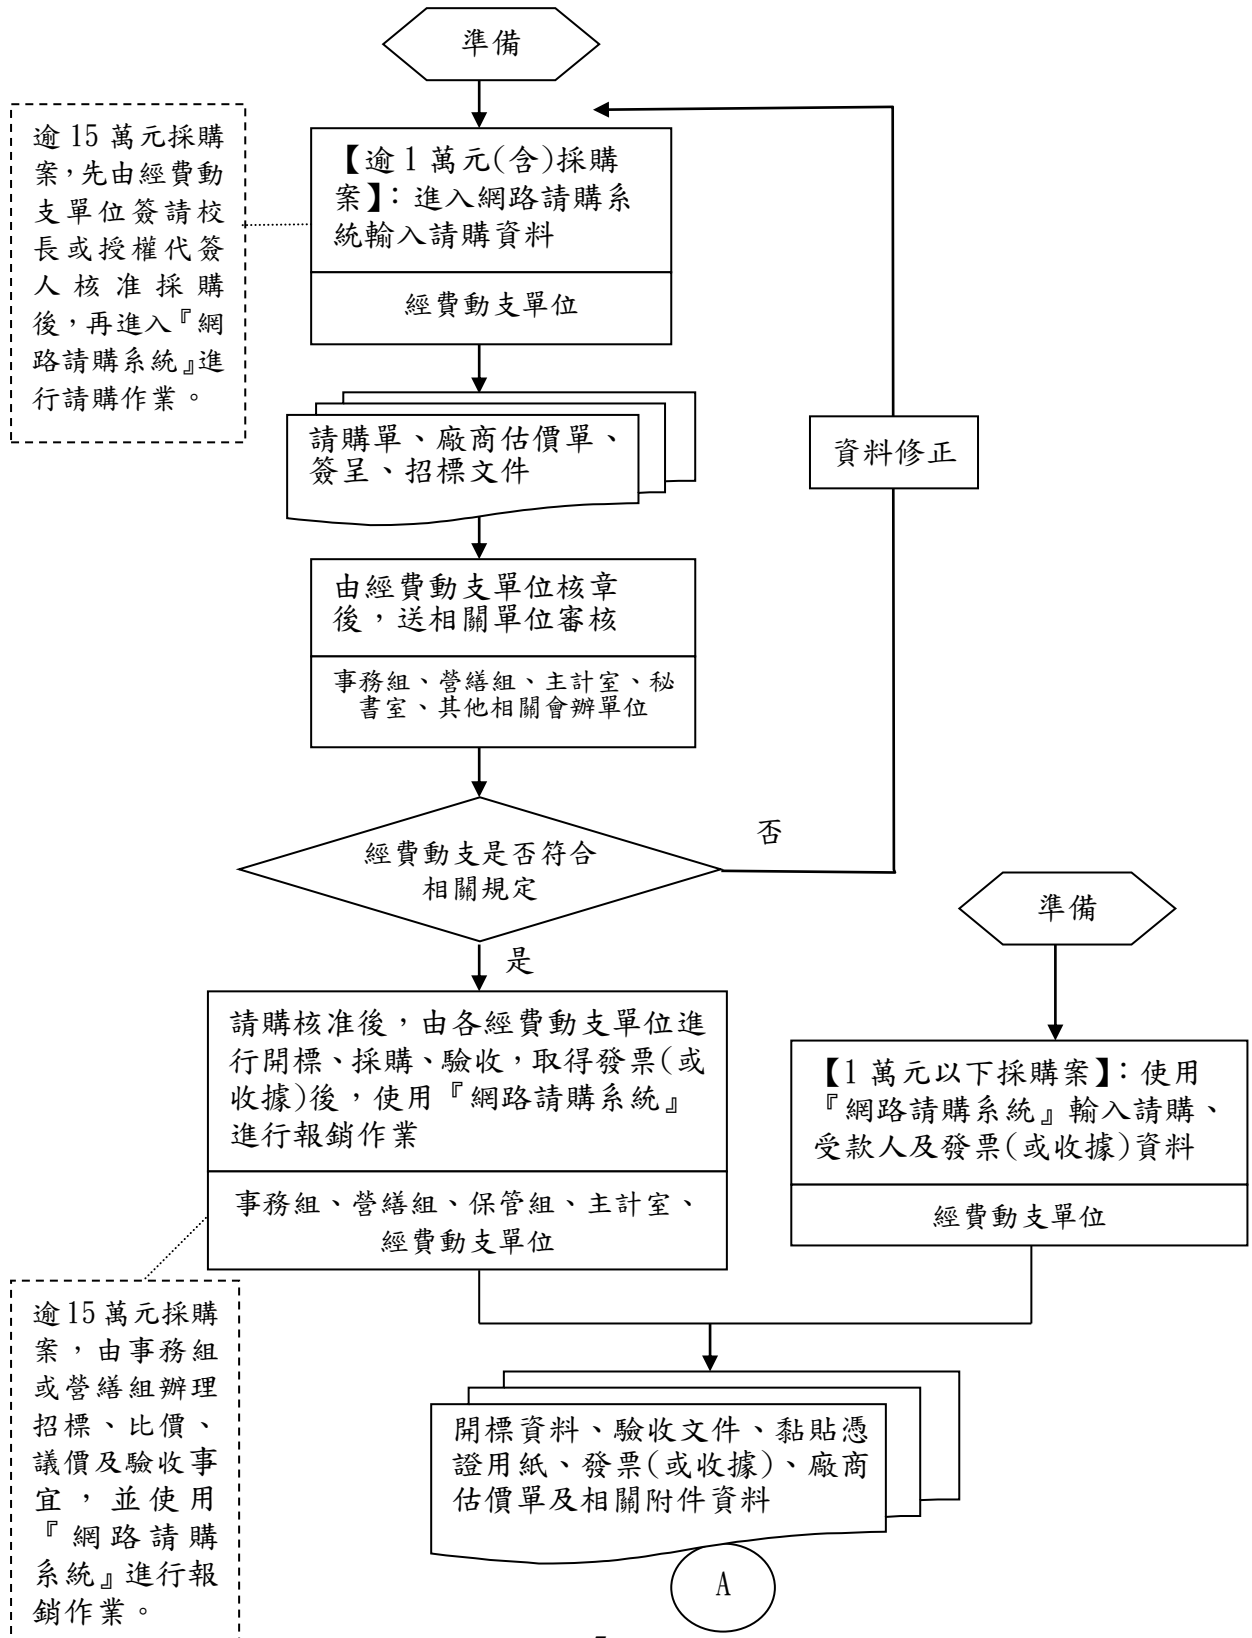 準備
逾15萬元採購
案，先由經費動
支單位簽請校
長或授權代簽
人核准採購
後，再進入『網
路請購系統』進
行請購作業。
【逾1萬元(含)採購
案】：進入網路請購系
統輸入請購資料
經費動支單位
請購單、廠商估價單、
簽呈、招標文件
資料修正
由經費動支單位核章
後，送相關單位審核
事務組、營繕組、主計室、秘
書室、其他相關會辦單位
經費動支是否符合
相關規定
否
是
準備
請購核准後，由各經費動支單位進
行開標、採購、驗收，取得發票(或
收據)後，使用『網路請購系統』
進行報銷作業
事務組、營繕組、保管組、主計室、
經費動支單位
【1萬元以下採購案】：使用
『網路請購系統』輸入請購、
受款人及發票(或收據)資料
經費動支單位
逾15萬元採購
案，由事務組
或營繕組辦理
招標、比價、
議價及驗收事
宜，並使用
『網路請購
系統』進行報
銷作業。
開標資料、驗收文件、黏貼憑
證用紙、發票(或收據)、廠商
估價單及相關附件資料
A